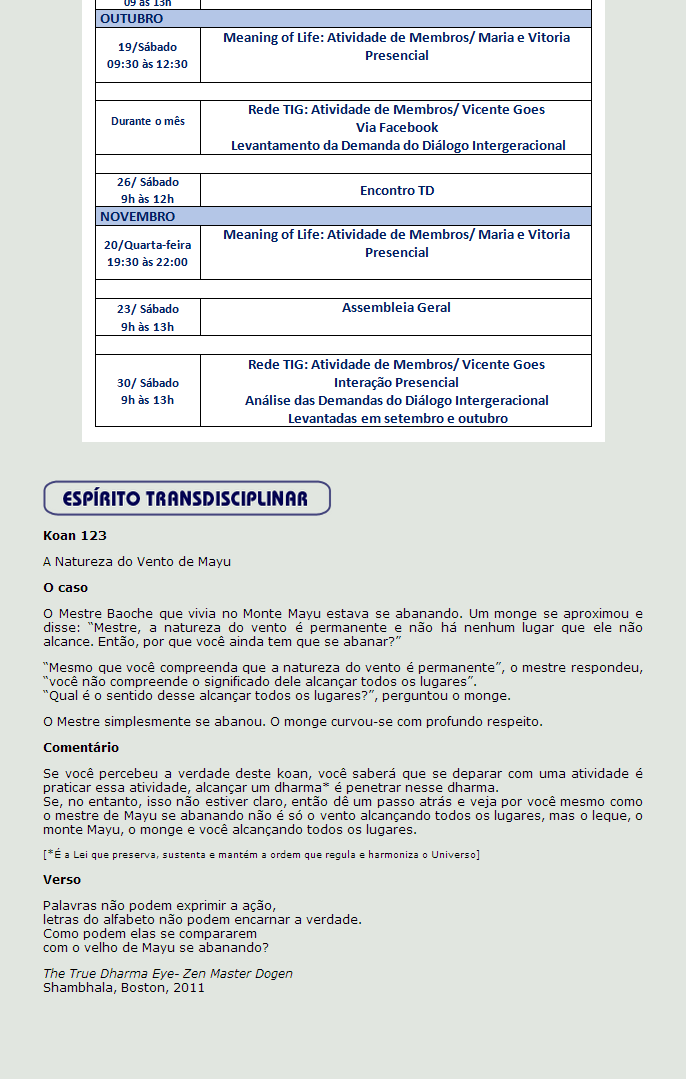 09 às 13h
OUTUBRO
19/Sábado
09:30 às 12:30
Meaning of Life: Atividade de Membros/ Maria e Vitoria
Presencial
Durante o mês
Rede TIG: Atividade de Membros/ Vicente Goes
Via Facebook
Levantamento da Demanda do Diálogo Intergeracional
26/ Sábado
9h às 12h
Encontro TD
NOVEMBRO
20/Quarta-feira
19:30 às 22:00
Meaning of Life: Atividade de Membros/ Maria e Vitoria
Presencial
23/ Sábado
9h às 13h
Assembleia Geral
30/ Sábado
9h às 13h
Rede TIG: Atividade de Membros/ Vicente Goes
Interação Presencial
Análise das Demandas do Diálogo Intergeracional
Levantadas em setembro e outubro
ESPÍRITO TRANSDISCIPLINAR
Koan 123
A Natureza do Vento de Mayu
O caso
O Mestre Baoche que vivia no Monte Mayu estava se abanando. Um monge se aproximou e
disse: “Mestre, a natureza do vento é permanente e não há nenhum lugar que ele não
alcance. Então, por que você ainda tem que se abanar?”
“Mesmo que você compreenda que a natureza do vento é permanente”, o mestre respondeu,
“você não compreende o significado dele alcançar todos os lugares”.
“Qual é o sentido desse alcançar todos os lugares?”, perguntou o monge.
O Mestre simplesmente se abanou. O monge curvou-se com profundo respeito.
Comentário
Se você percebeu a verdade deste koan, você saberá que se deparar com uma atividade é
praticar essa atividade, alcançar um dharma* é penetrar nesse dharma.
Se, no entanto, isso não estiver claro, então dê um passo atrás e veja por você mesmo como
o mestre de Mayu se abanando não é só o vento alcançando todos os lugares, mas o leque, o
monte Mayu, o monge e você alcançando todos os lugares.
[*É a Lei que preserva, sustenta e mantém a ordem que regula e harmoniza o Universo]
Verso
Palavras não podem exprimir a ação,
letras do alfabeto não podem encarnar a verdade.
Como podem elas se compararem
com o velho de Mayu se abanando?
The True Dharma Eye- Zen Master Dogen
Shambhala, Boston, 2011